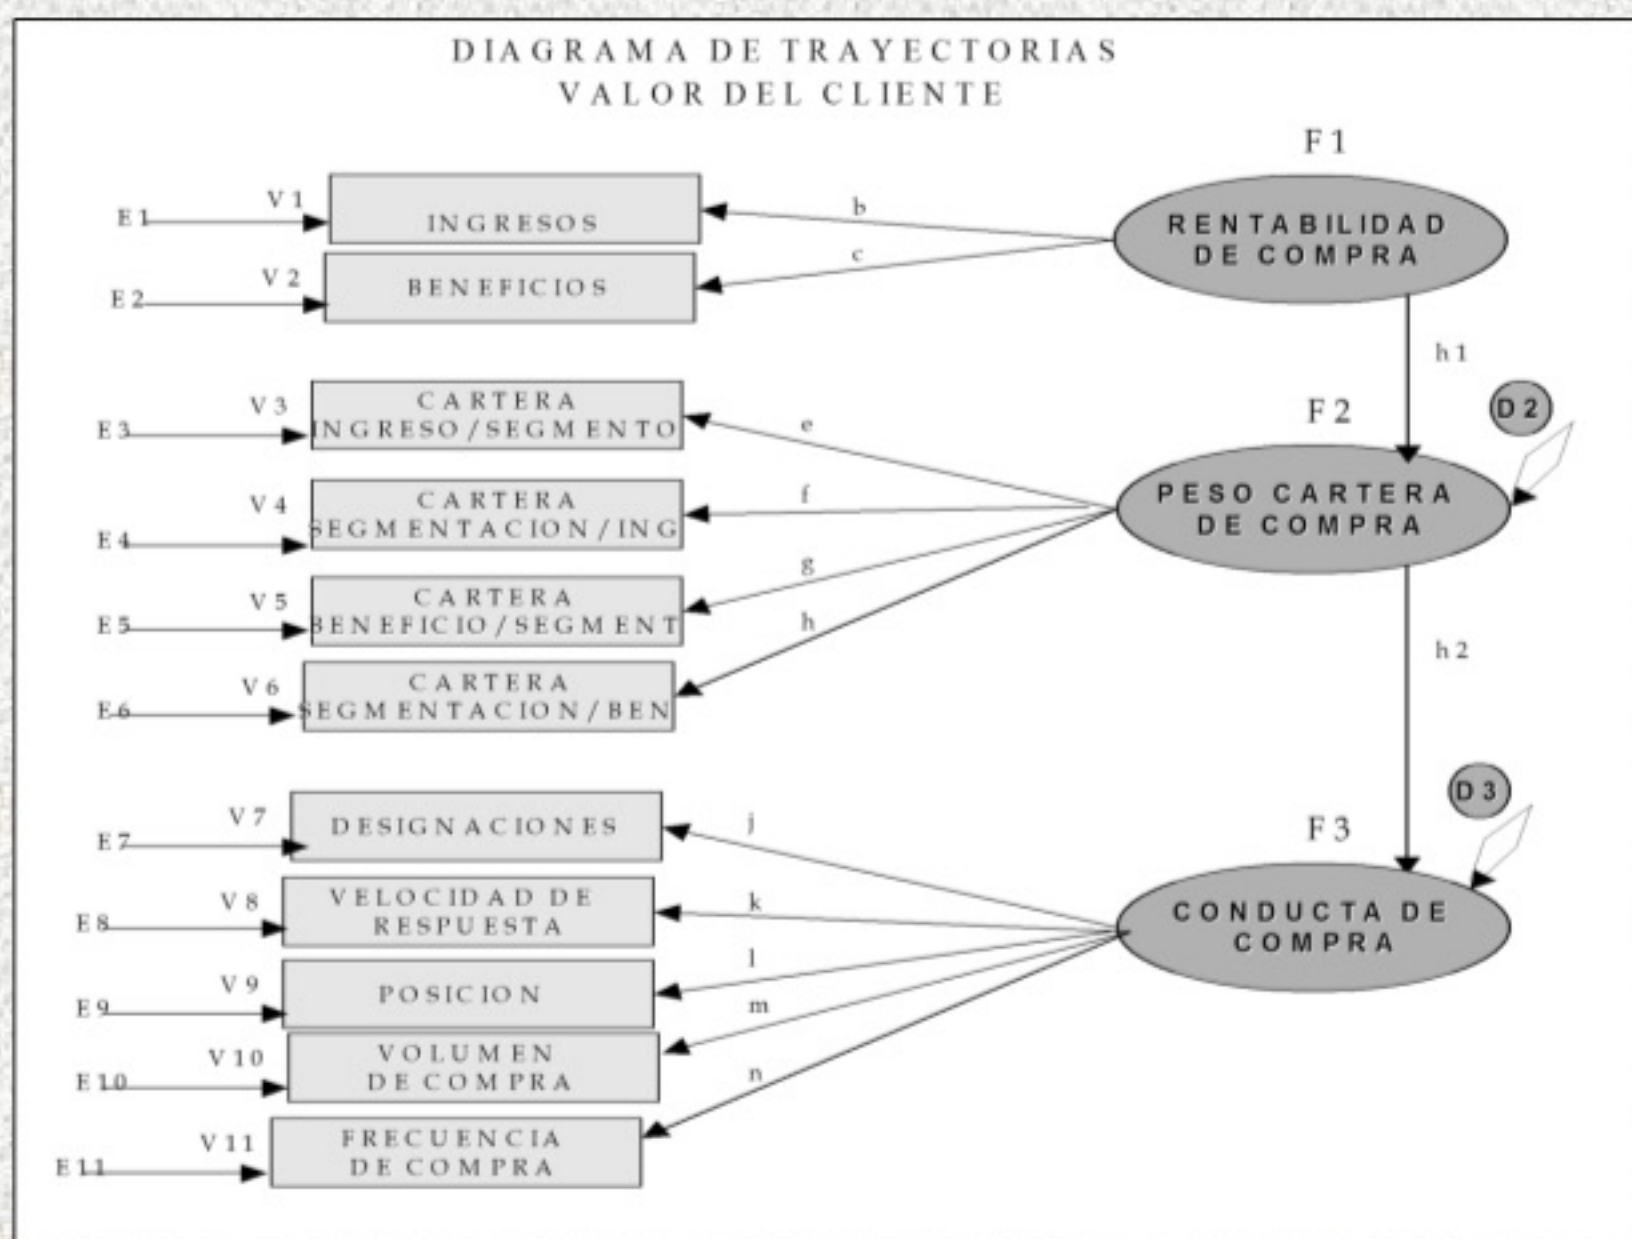 DIAGRAMA DE TRAYECTORIAS
VALOR DEL CLIENTE
F1
RENTABILIDAD
DE COMPRA
E1
V1
INGRESOS
b
E2
V2
BENEFICIOS
c
h1
D2
F2
PESO CARTERA
DE COMPRA
E3
V3
CARTERA
INGRESO/SEGMENTO
e
E4
V4
CARTERA
SEGMENTACION/ING
f
E5
V5
CARTERA
BENEFICIO/SEGMENT
g
E6
V6
CARTERA
SEGMENTACION/BEN
h
h2
D3
F3
CONDUCTA DE
COMPRA
E7
V7
DESIGNACIONES
j
E8
V8
VELOCIDAD DE
RESPUESTA
k
E9
V9
POSICION
l
E10
V10
VOLUMEN
DE COMPRA
m
E11
V11
FRECUENCIA
DE COMPRA
n